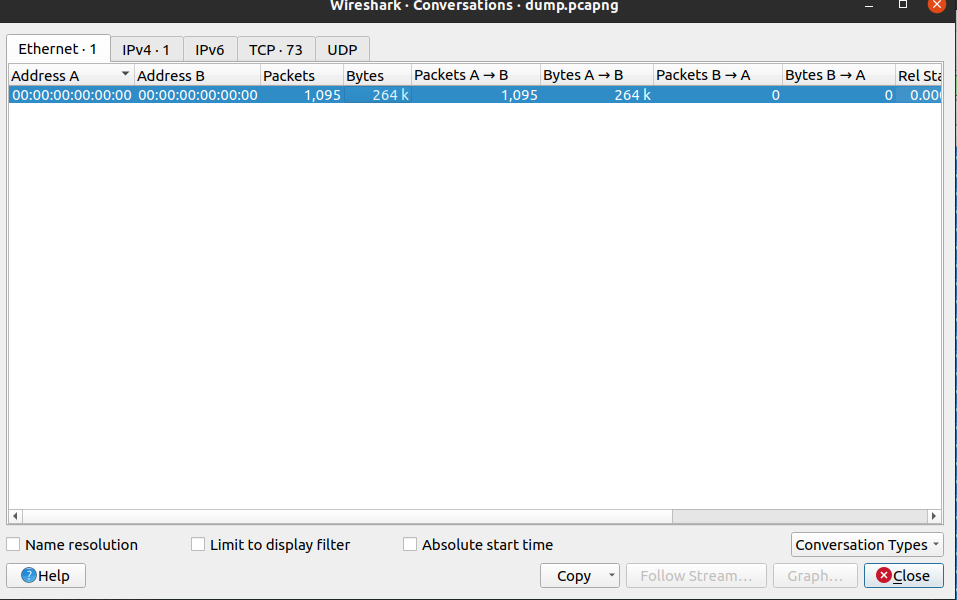 Wireshark · Conversations · dump.pcapng
Ethernet · 1 IPv4 · 1 IPv6 TCP · 73 UDP
Address A Address B Packets Bytes Packets A → B Bytes A → B Packets B → A Bytes B → A Rel Sta
00:00:00:00:00:00 00:00:00:00:00:00 1,095 264 k 1,095 264 k 0 0 0.000
Name resolution Limit to display filter Absolute start time Conversation Types
Help Copy Follow Stream… Graph… Close